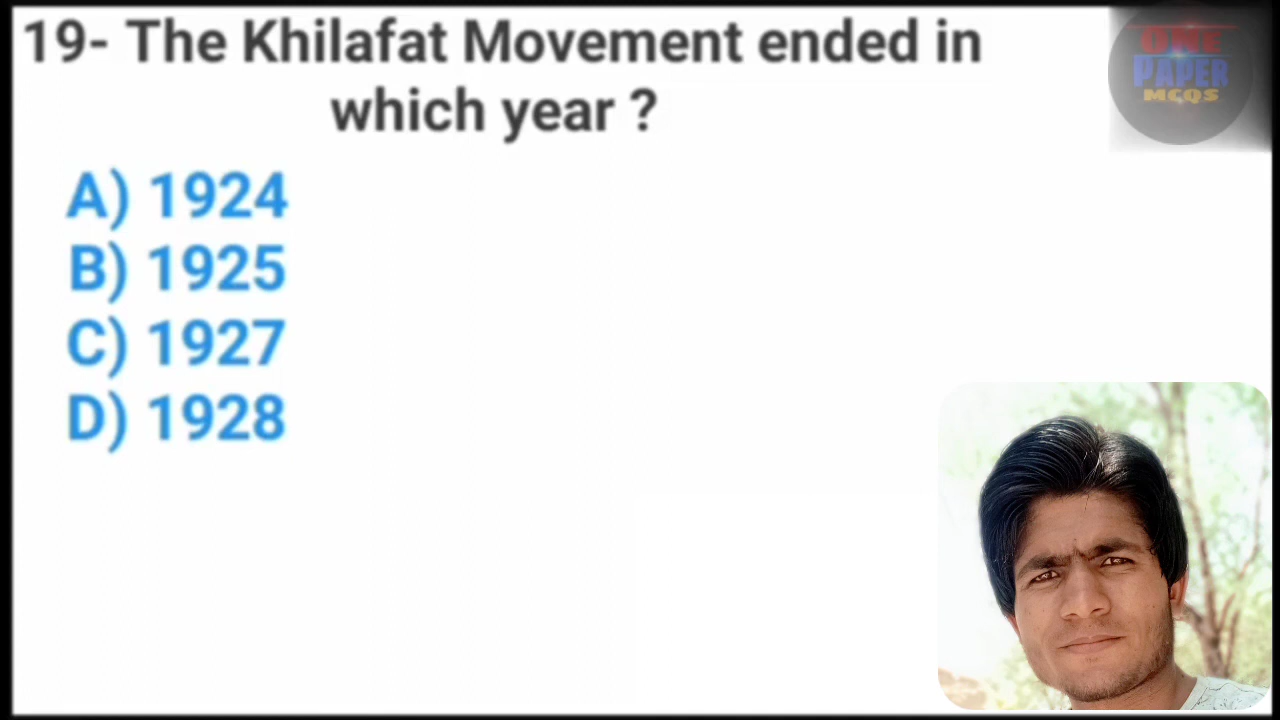 19- The Khilafat Movement ended in
which year ?
ONE
PAPER
MCQS
A) 1924
B) 1925
C) 1927
D) 1928